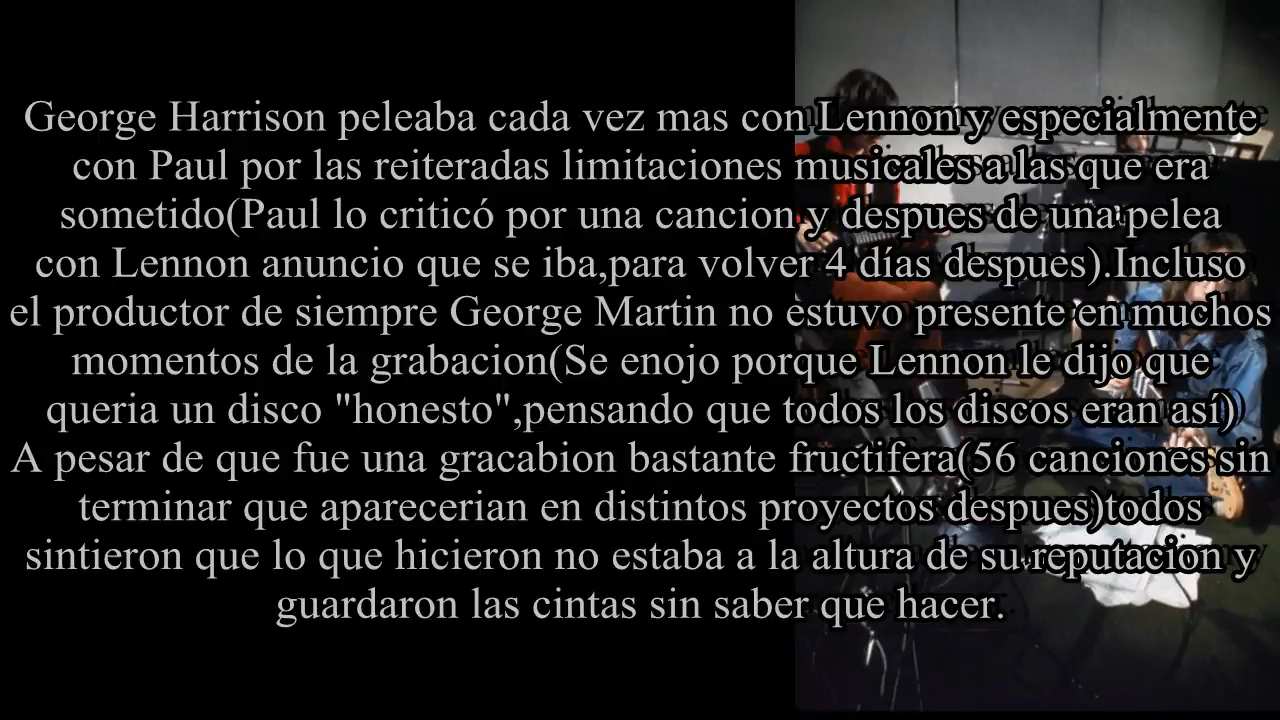 George Harrison peleaba cada vez mas con Lennon y especialmente
con Paul por las reiteradas limitaciones musicales a las que era
sometido(Paul lo criticó por una cancion y despues de una pelea
con Lennon anuncio que se iba,para volver 4 días despues).Incluso
el productor de siempre George Martin no estuvo presente en muchos
momentos de la grabacion(Se enojo porque Lennon le dijo que
queria un disco "honesto",pensando que todos los discos eran así)
A pesar de que fue una gracabion bastante fructifera(56 canciones sin
terminar que aparecerian en distintos proyectos despues)todos
sintieron que lo que hicieron no estaba a la altura de su reputacion y
guardaron las cintas sin saber que hacer.